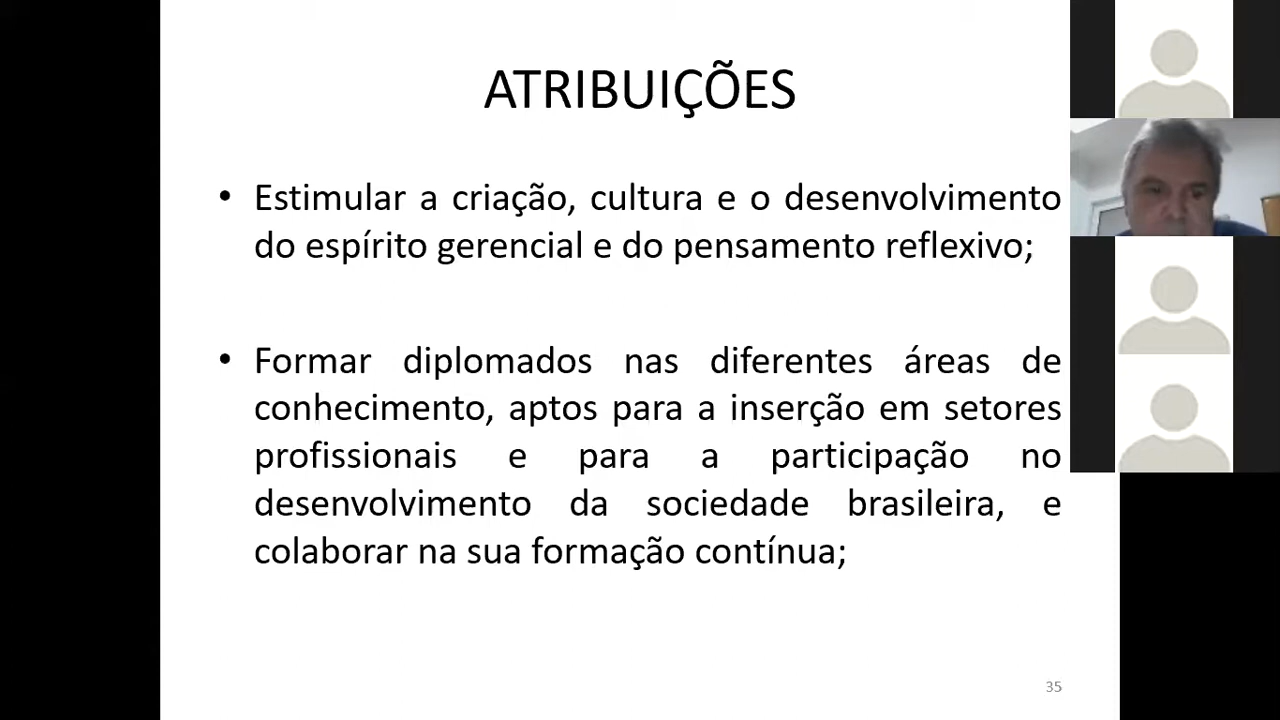 ATRIBUIÇÕES
• Estimular a criação, cultura e o desenvolvimento
do espírito gerencial e do pensamento reflexivo;
• Formar diplomados nas diferentes áreas de
conhecimento, aptos para a inserção em setores
profissionais e para a participação no
desenvolvimento da sociedade brasileira, e
colaborar na sua formação contínua;
35